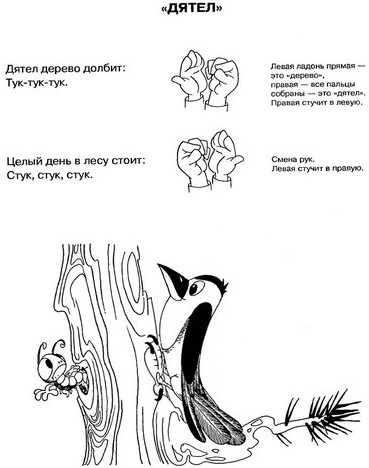 «ДЯТЕЛ»
Дятел дерево долбит:
Тук-тук-тук.
Левая ладонь прямая —
это «дерево»,
правая — все пальцы
собраны — это «дятел».
Правая стучит в левую.
Целый день в лесу стоит:
Стук, стук, стук.
Смена рук.
Левая стучит в правую.